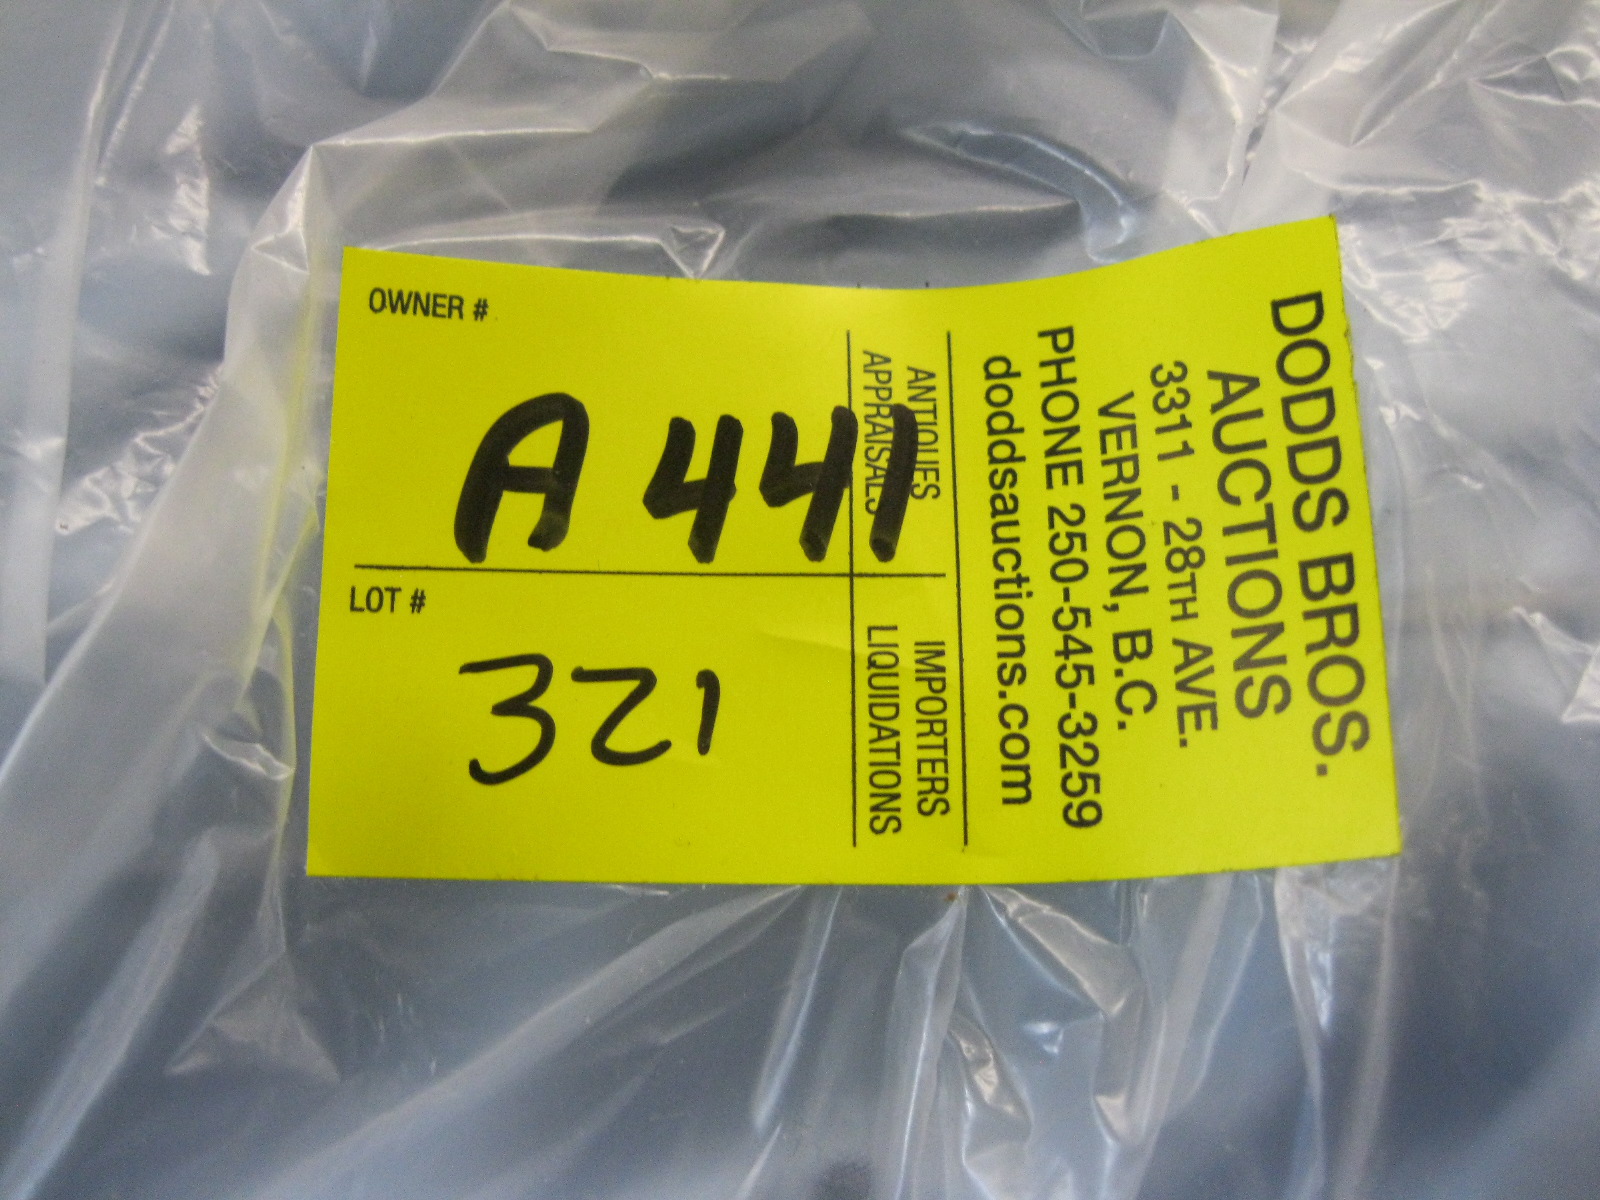 DODDS BROS.
AUCTIONS
3311 - 28TH AVE.
VERNON, B.C.
PHONE 250-545-3259
doddsauctions.com
ANTIQUES
APPRAISALS
IMPORTERS
LIQUIDATIONS
OWNER #
A 441
LOT #
321